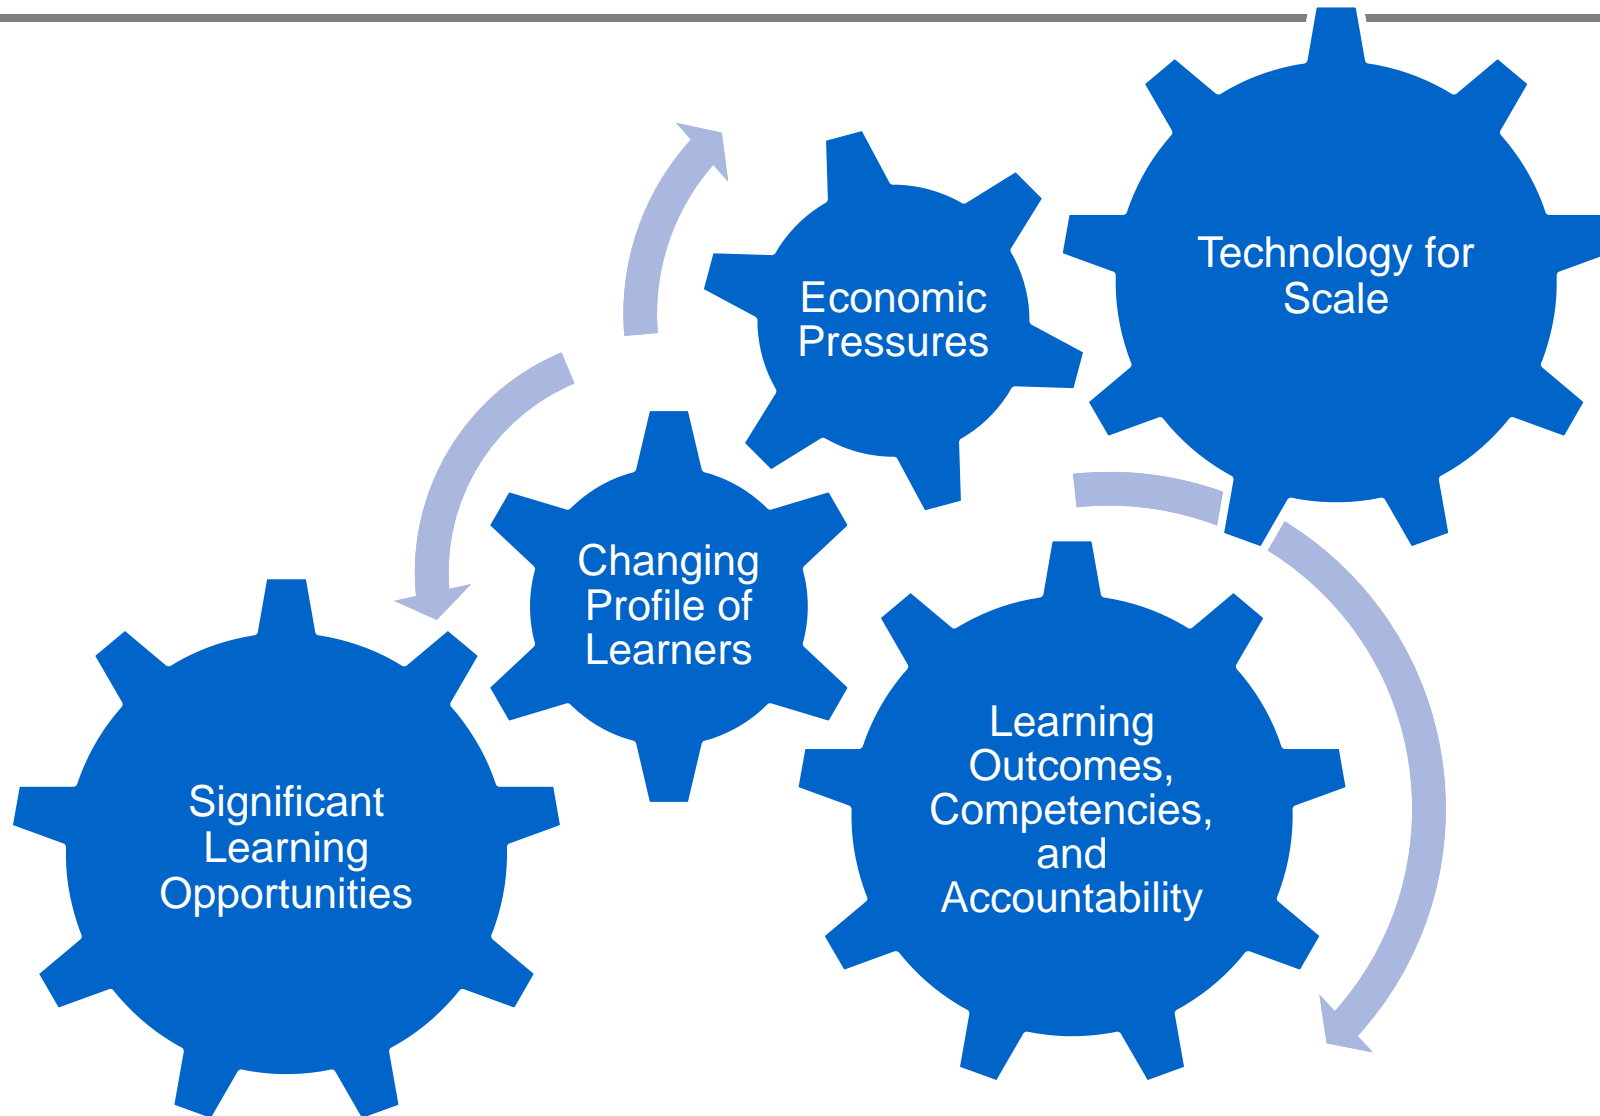 Technology for
Scale
Economic
Pressures
Changing
Profile of
Learners
Learning
Outcomes,
Competencies,
and
Accountability
Significant
Learning
Opportunities